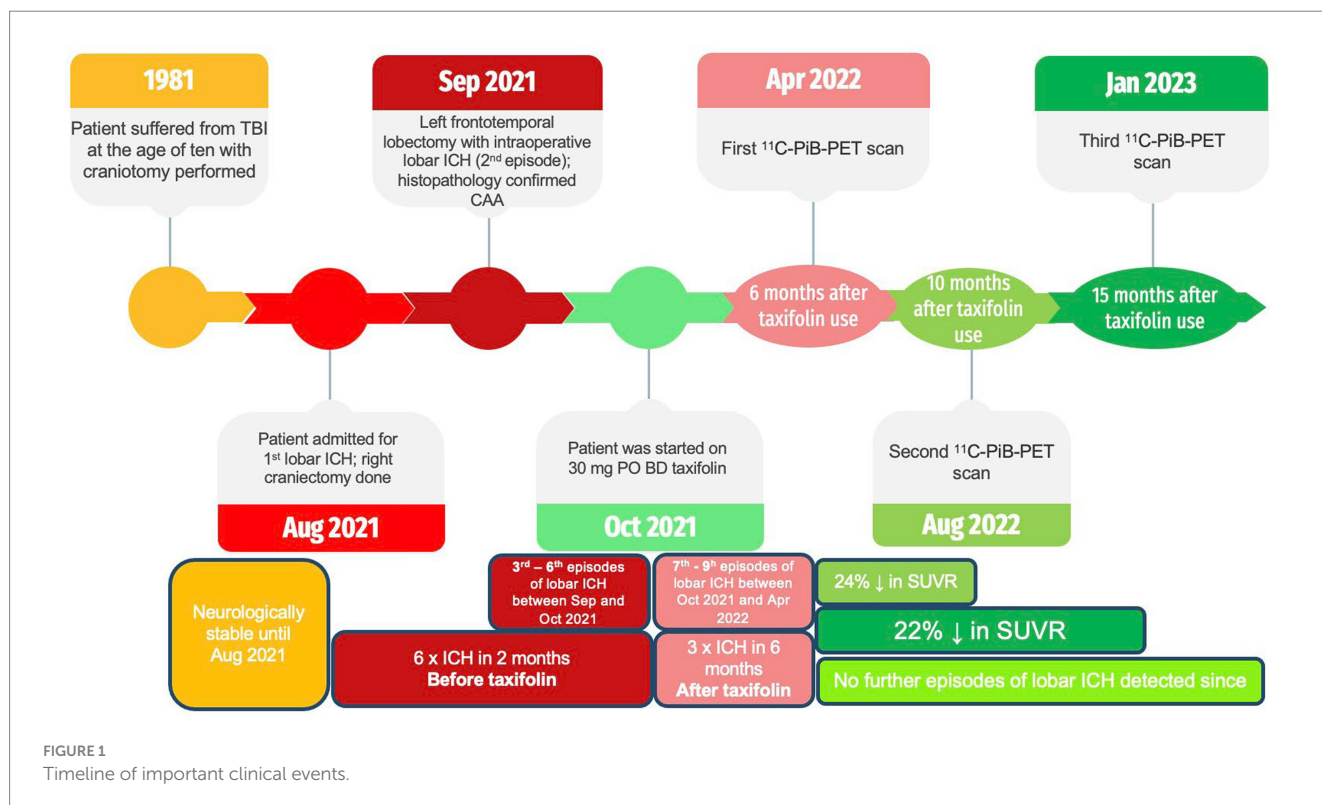 1981
Patient suffered from TBI
at the age of ten with
craniotomy performed
Sep 2021
Left frontotemporal
lobectomy with intraoperative
lobar ICH (2nd episode);
histopathology confirmed
CAA
Apr 2022
First 11C-PiB-PET scan
Jan 2023
Third 11C-PiB-PET
scan
6 months after
taxifolin use
10 months
after taxifolin
use
15 months after
taxifolin use
Patient admitted for
1st lobar ICH; right
craniectomy done
Aug 2021
Patient was started on
30 mg PO BD taxifolin
Oct 2021
Second 11C-PiB-PET
scan
Aug 2022
Neurologically
stable until
Aug 2021
3rd – 6th episodes
of lobar ICH
between Sep and
Oct 2021
7th - 9h episodes of
lobar ICH between
Oct 2021 and Apr
2022
24% ↓ in SUVR
22% ↓ in SUVR
6 x ICH in 2 months
Before taxifolin
3 x ICH in 6
months
After taxifolin
No further episodes of lobar ICH detected since
FIGURE 1
Timeline of important clinical events.